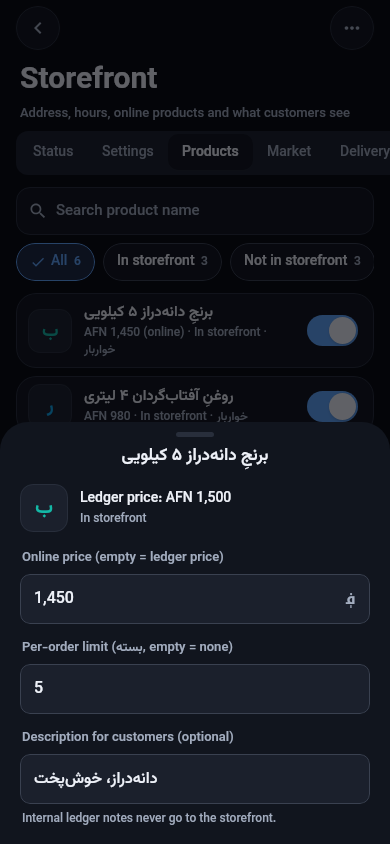 Storefront
Address, hours, online products and what customers see
Status Settings Products Market Delivery
Search product name
All 6 In storefront 3 Not in storefront 3
ب
برنجِ دانه‌دراز ۵ کیلویی
AFN 1,450 (online) · In storefront ·
خواربار
ر
روغنِ آفتاب‌گردان ۴ لیتری
AFN 980 · In storefront · خواربار
برنجِ دانه‌دراز ۵ کیلویی
ب
Ledger price: AFN 1,500
In storefront
Online price (empty = ledger price)
1,450 ؋
Per-order limit (بسته, empty = none)
5
Description for customers (optional)
دانه‌دراز، خوش‌پخت
Internal ledger notes never go to the storefront.